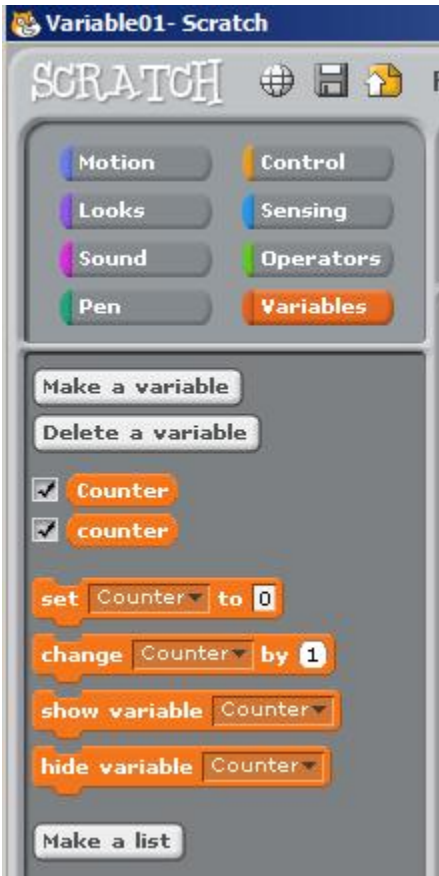 Variable01- Scratch
SCRATCH
Motion Control
Looks Sensing
Sound Operators
Pen Variables
Make a variable
Delete a variable
Counter
counter
set Counter to 0
change Counter by 1
show variable Counter
hide variable Counter
Make a list